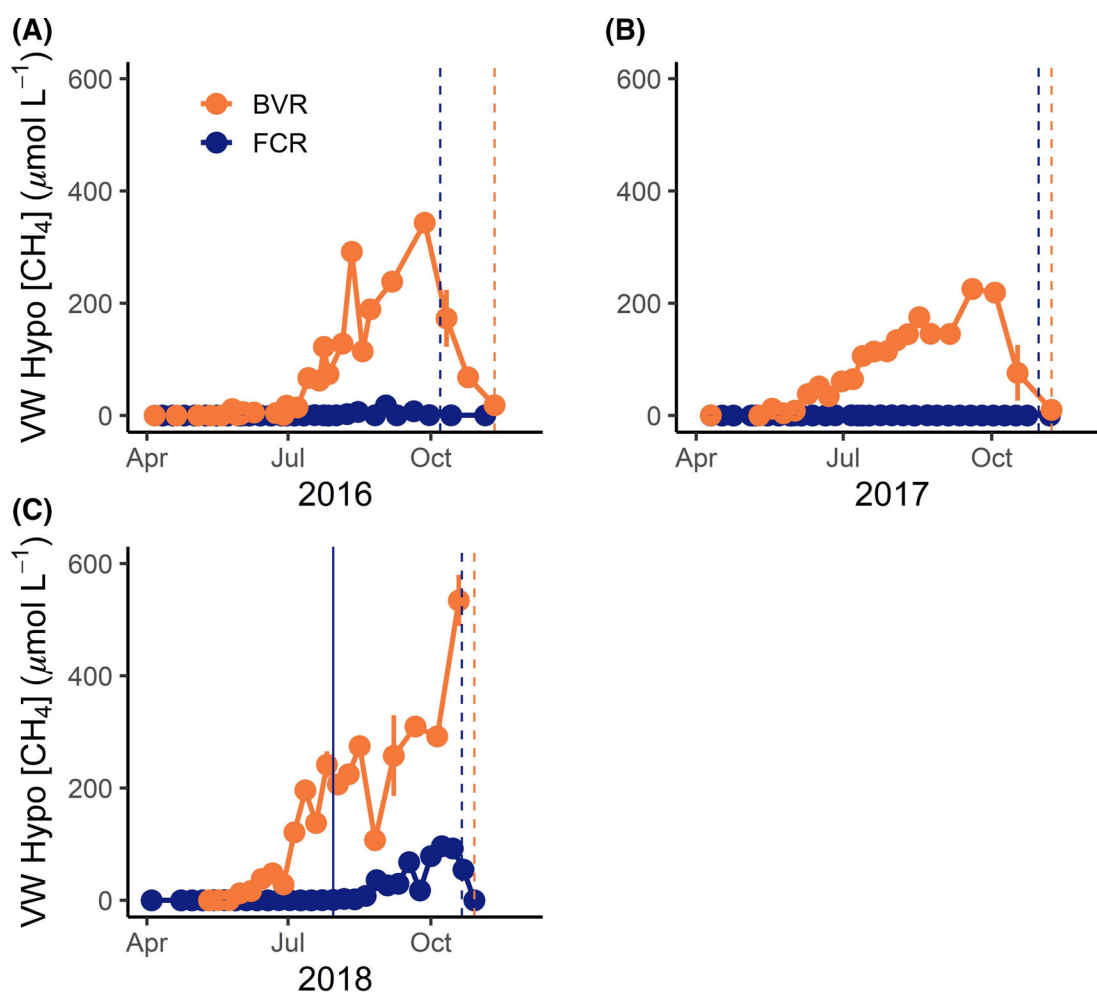 (A)
VW Hypo [CH₄] (μmol L⁻¹)
600
400
200
0
BVR
FCR
Apr
Jul
Oct
2016
(B)
600
400
200
0
Apr
Jul
Oct
2017
(C)
VW Hypo [CH₄] (μmol L⁻¹)
600
400
200
0
Apr
Jul
Oct
2018